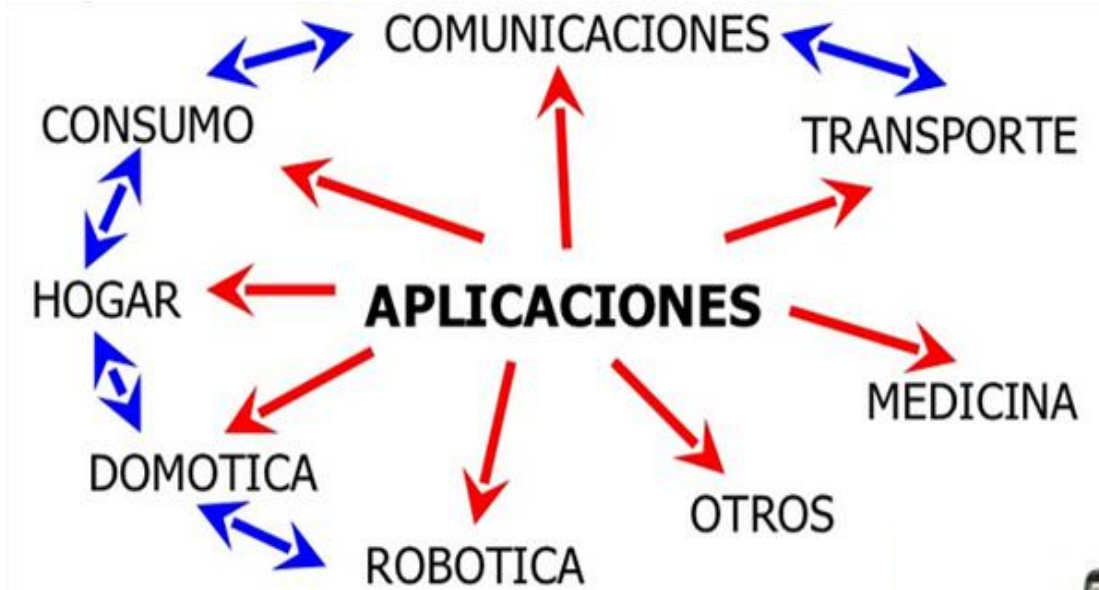 COMUNICACIONES
CONSUMO
TRANSPORTE
HOGAR
APLICACIONES
MEDICINA
DOMOTICA
OTROS
ROBOTICA